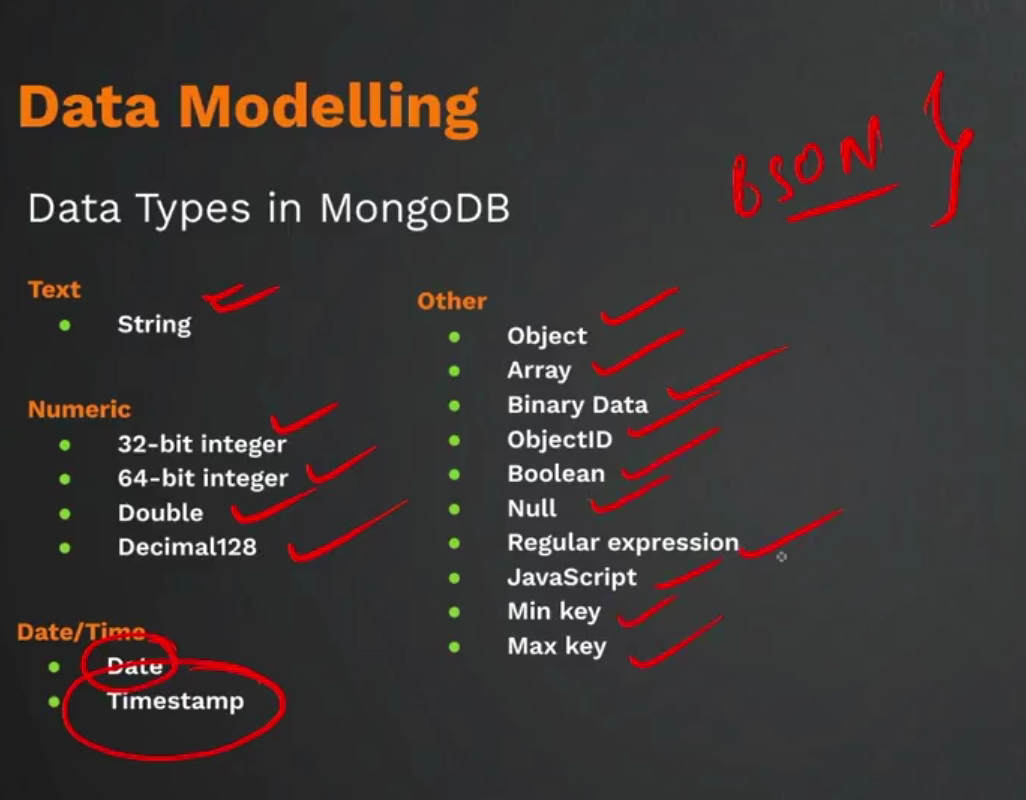 Data Modelling
BSON
Data Types in MongoDB
Text
String
Numeric
32-bit integer
64-bit integer
Double
Decimal128
Date/Time
Date
Timestamp
Other
Object
Array
Binary Data
ObjectID
Boolean
Null
Regular expression
JavaScript
Min key
Max key